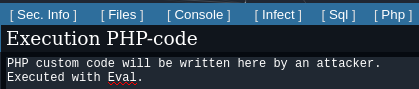 [ Sec. Info ] [ Files ] [ Console ] [ Infect ] [ Sql ] [ Php ]
Execution PHP-code
PHP custom code will be written here by an attacker.
Executed with Eval.